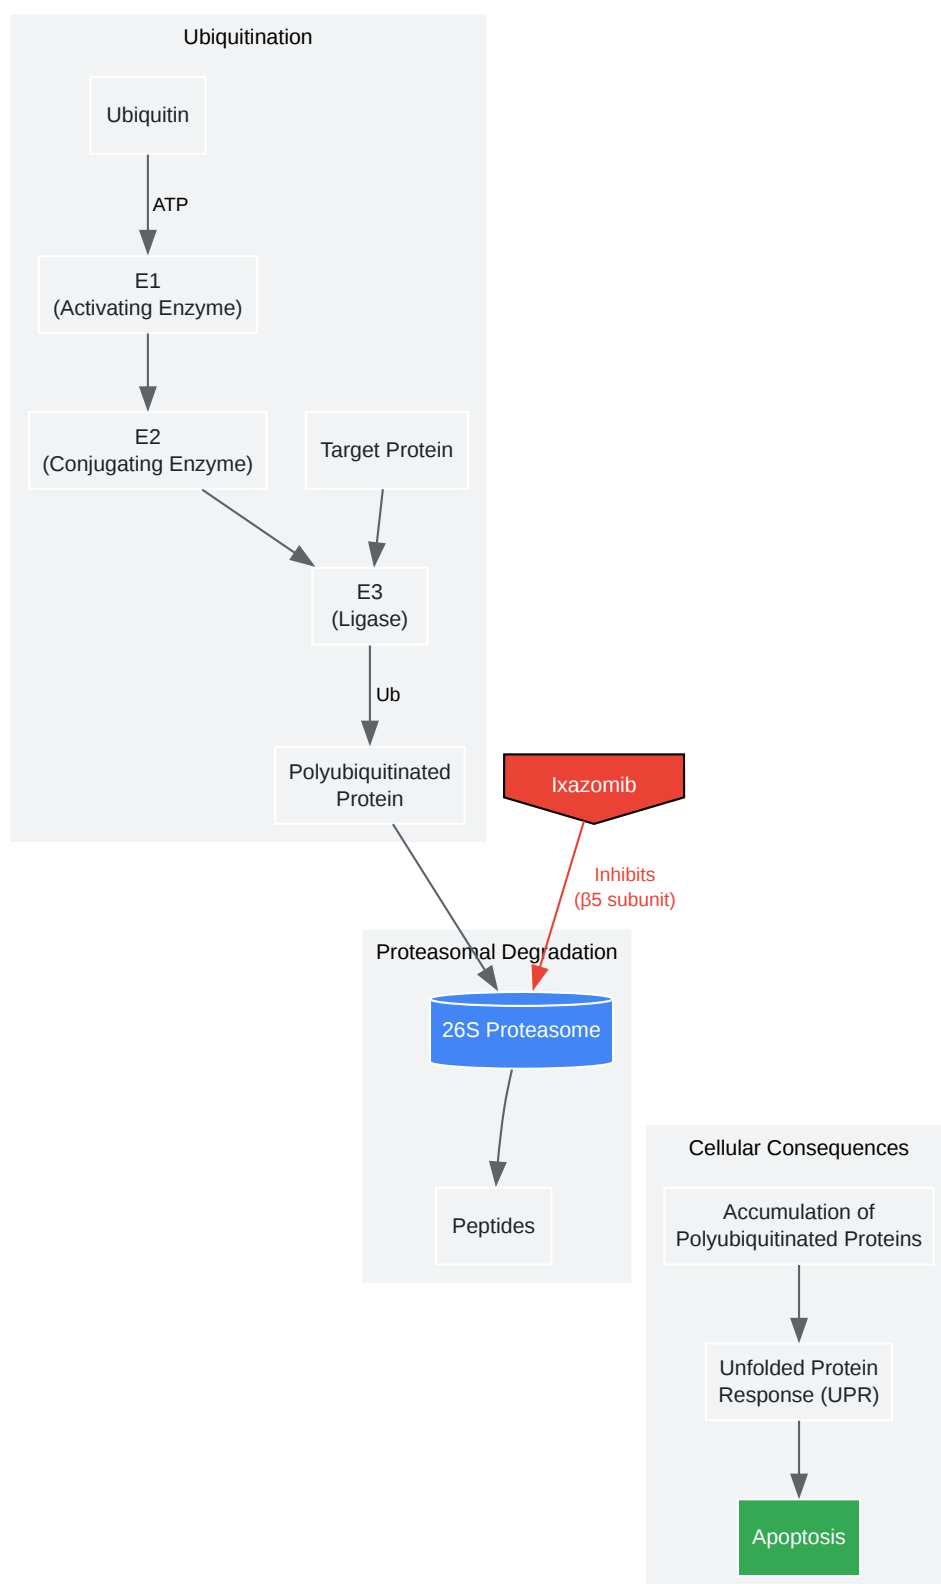 Ubiquitination
Ubiquitin
ATP
E1
(Activating Enzyme)
E2
(Conjugating Enzyme)
Target Protein
E3
(Ligase)
Ub
Polyubiquitinated
Protein
Ixazomib
Inhibits
(β5 subunit)
Proteasomal Degradation
26S Proteasome
Peptides
Cellular Consequences
Accumulation of
Polyubiquitinated Proteins
Unfolded Protein
Response (UPR)
Apoptosis